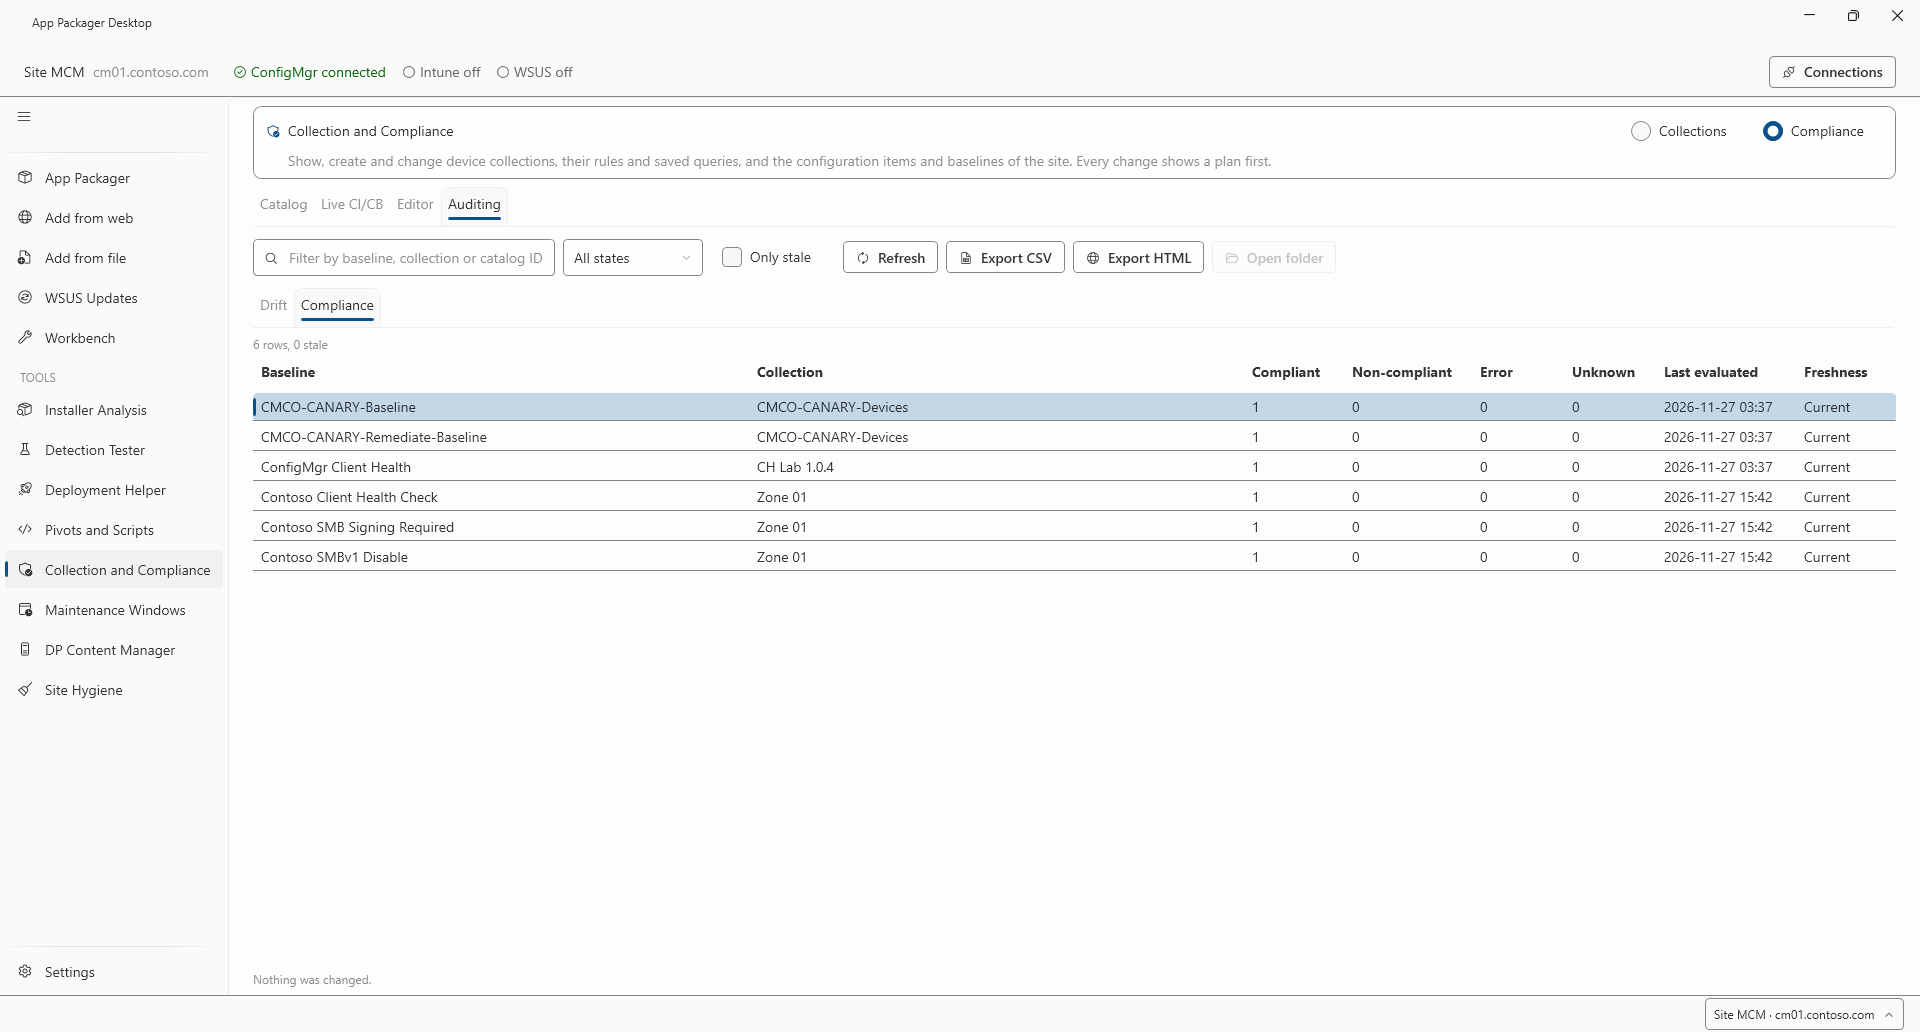 App Packager Desktop
Site MCM cm01.contoso.com ConfigMgr connected Intune off WSUS off Connections
Collection and Compliance Collections Compliance
Show, create and change device collections, their rules and saved queries, and the configuration items and baselines of the site. Every change shows a plan first.
App Packager
Add from web
Add from file
WSUS Updates
Workbench
TOOLS
Installer Analysis
Detection Tester
Deployment Helper
Pivots and Scripts
Collection and Compliance
Maintenance Windows
DP Content Manager
Site Hygiene
Settings
Catalog Live CI/CB Editor Auditing
Filter by baseline, collection or catalog ID All states Only stale Refresh Export CSV Export HTML Open folder
Drift Compliance
6 rows, 0 stale
Baseline Collection Compliant Non-compliant Error Unknown Last evaluated Freshness
CMCO-CANARY-Baseline CMCO-CANARY-Devices 1 0 0 0 2026-11-27 03:37 Current
CMCO-CANARY-Remediate-Baseline CMCO-CANARY-Devices 1 0 0 0 2026-11-27 03:37 Current
ConfigMgr Client Health CH Lab 1.0.4 1 0 0 0 2026-11-27 03:37 Current
Contoso Client Health Check Zone 01 1 0 0 0 2026-11-27 15:42 Current
Contoso SMB Signing Required Zone 01 1 0 0 0 2026-11-27 15:42 Current
Contoso SMBv1 Disable Zone 01 1 0 0 0 2026-11-27 15:42 Current
Nothing was changed.
Site MCM · cm01.contoso.com